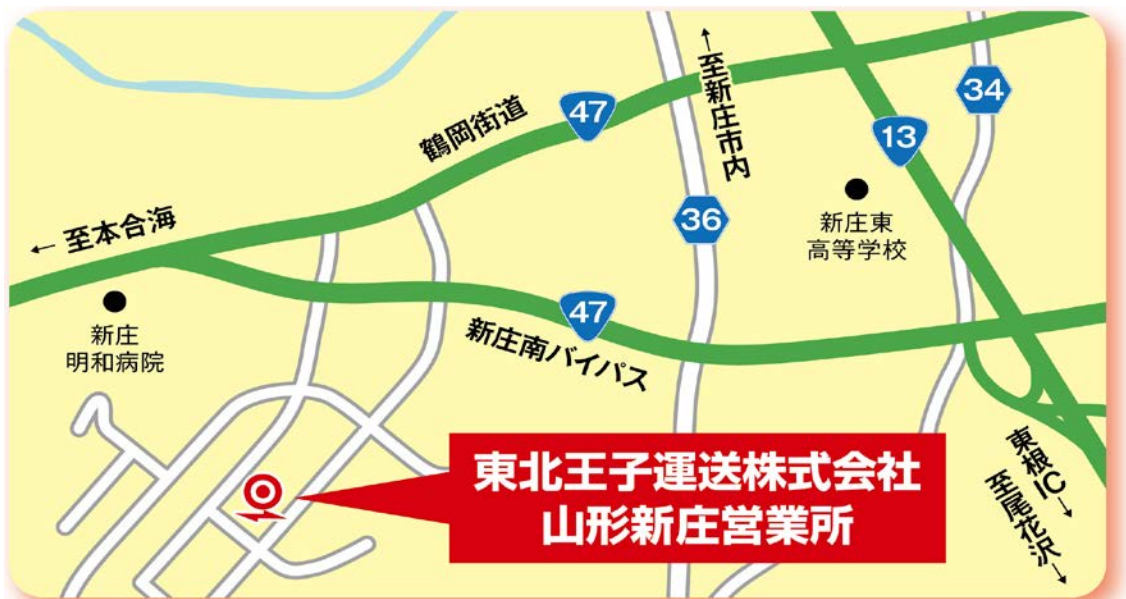 47
鶴岡街道
←至本合海
←至新庄市内
34
13
36
新庄東
高等学校
新庄
明和病院
47
新庄南バイパス
東北王子運送株式会社
山形新庄営業所
東根IC→
至尾花沢→